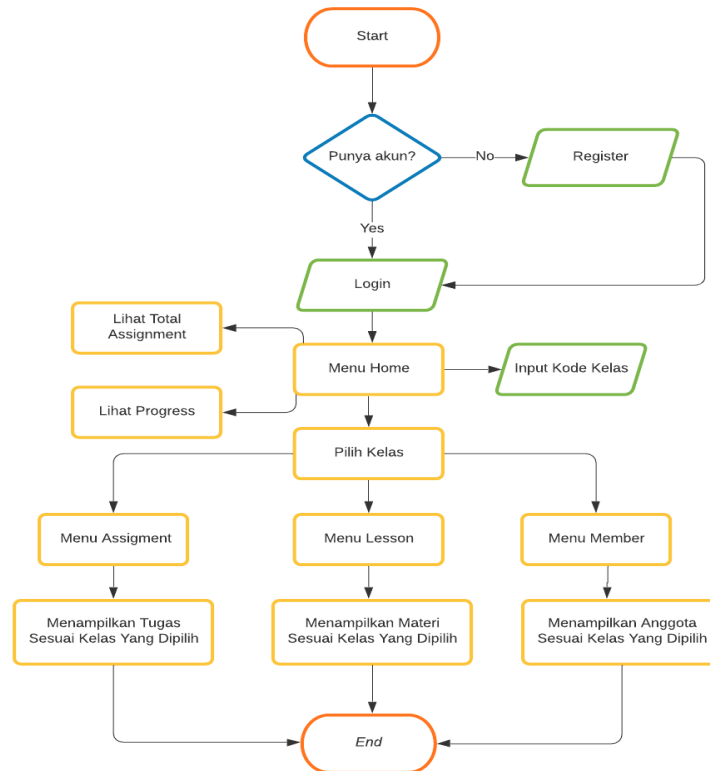 Start
Punya akun?
No
Register
Yes
Login
Lihat Total
Assignment
Menu Home
Input Kode Kelas
Lihat Progress
Pilih Kelas
Menu Assigment
Menu Lesson
Menu Member
Menampilkan Tugas
Sesuai Kelas Yang Dipilih
Menampilkan Materi
Sesuai Kelas Yang Dipilih
Menampilkan Anggota
Sesuai Kelas Yang Dipilih
End